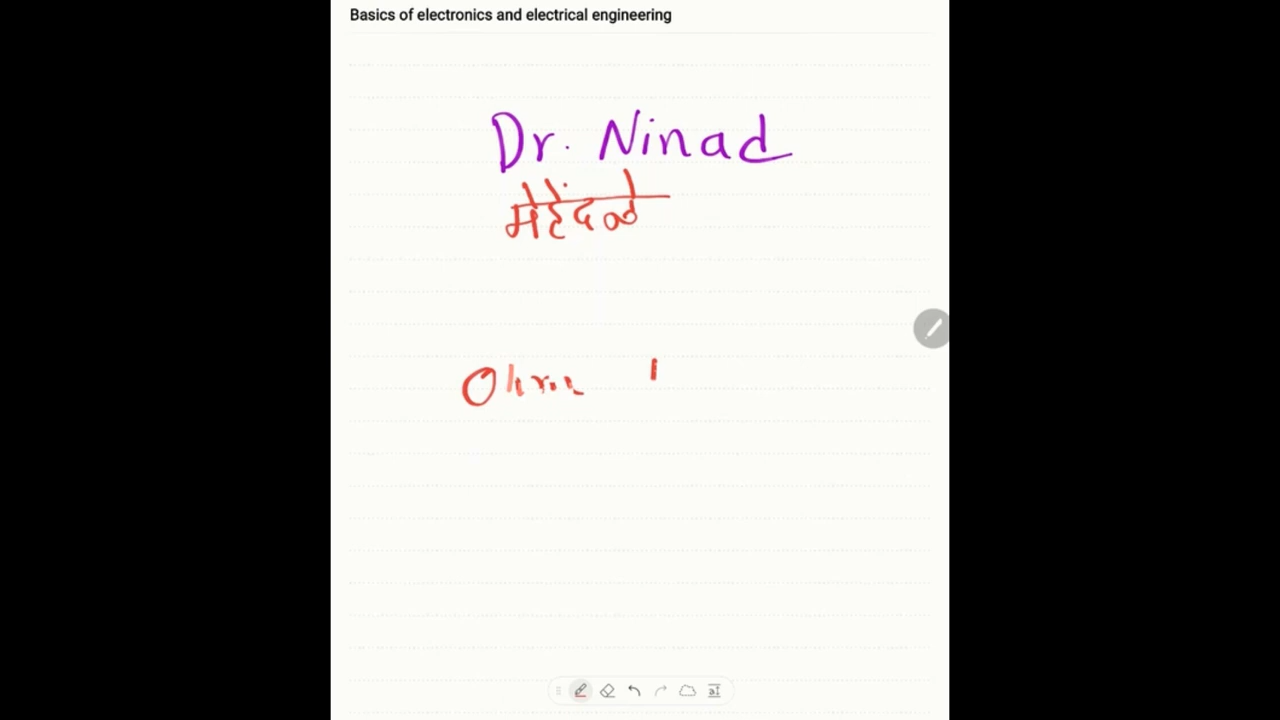 Basics of electronics and electrical engineering
Dr. Ninad
मेहेंदळे
Ohm